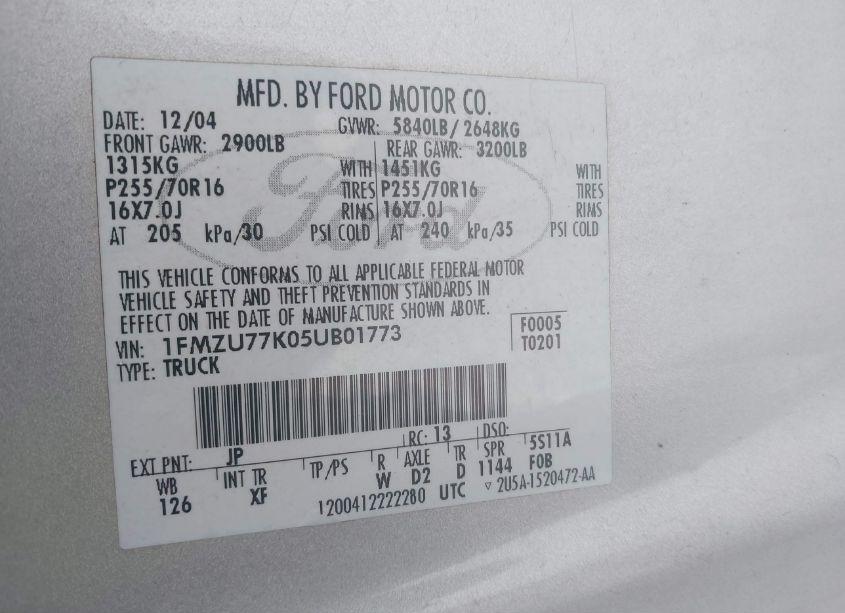 MFD. BY FORD MOTOR CO.
DATE: 12/04 GVWR: 5840LB/2648KG
FRONT GAWR: 2900LB REAR GAWR: 3200LB
1315KG WITH 1451KG WITH
P255/70R16 TIRES P255/70R16 TIRES
16X7.0J RIMS 16X7.0J RIMS
AT 205 kPa/30 PSI COLD AT 240 kPa/35 PSI COLD
Ford
THIS VEHICLE CONFORMS TO ALL APPLICABLE FEDERAL MOTOR
VEHICLE SAFETY AND THEFT PREVENTION STANDARDS IN
EFFECT ON THE DATE OF MANUFACTURE SHOWN ABOVE.
F0005
VIN: 1FMZU77K05UB01773 T0201
TYPE: TRUCK
EXT PNT: JP RC: 13 DSO:
WB INT TR TP/PS R AXLE TR SPR 5S11A
126 XF W D2 D 1144 FOB
1200412222280 UTC ▽ 2U5A-1520472-AA